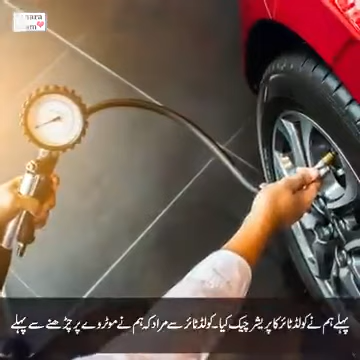 پہلے ہم نے کولڈ ٹائر کا پریشر چیک کیا۔ کولڈ ٹائر سے مراد کہ ہم نے موٹر وے پر چڑھنے سے پہلے